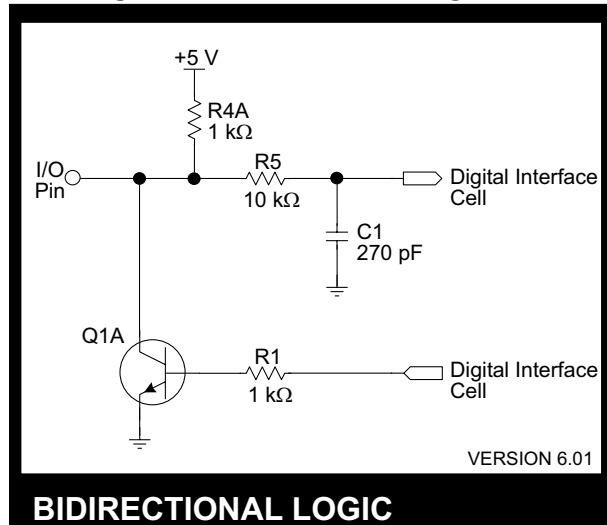 +5 V
R4A
1 kΩ
I/O
Pin
R5
10 kΩ
Digital Interface
Cell
C1
270 pF
Q1A
R1
1 kΩ
Digital Interface
Cell
VERSION 6.01
BIDIRECTIONAL LOGIC